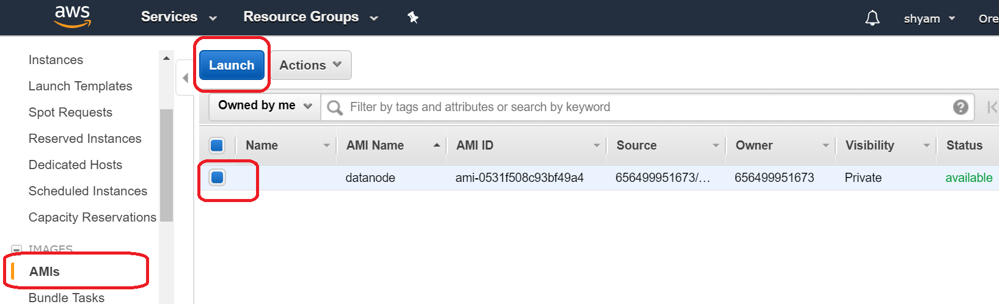 aws Services Resource Groups shyam Ore
Instances
Launch Templates
Spot Requests
Reserved Instances
Dedicated Hosts
Scheduled Instances
Capacity Reservations
IMAGES
AMIs
Bundle Tasks
Launch Actions
Owned by me Filter by tags and attributes or search by keyword ?
Name AMI Name AMI ID Source Owner Visibility Status
datanode ami-0531f508c93bf49a4 656499951673/... 656499951673 Private available